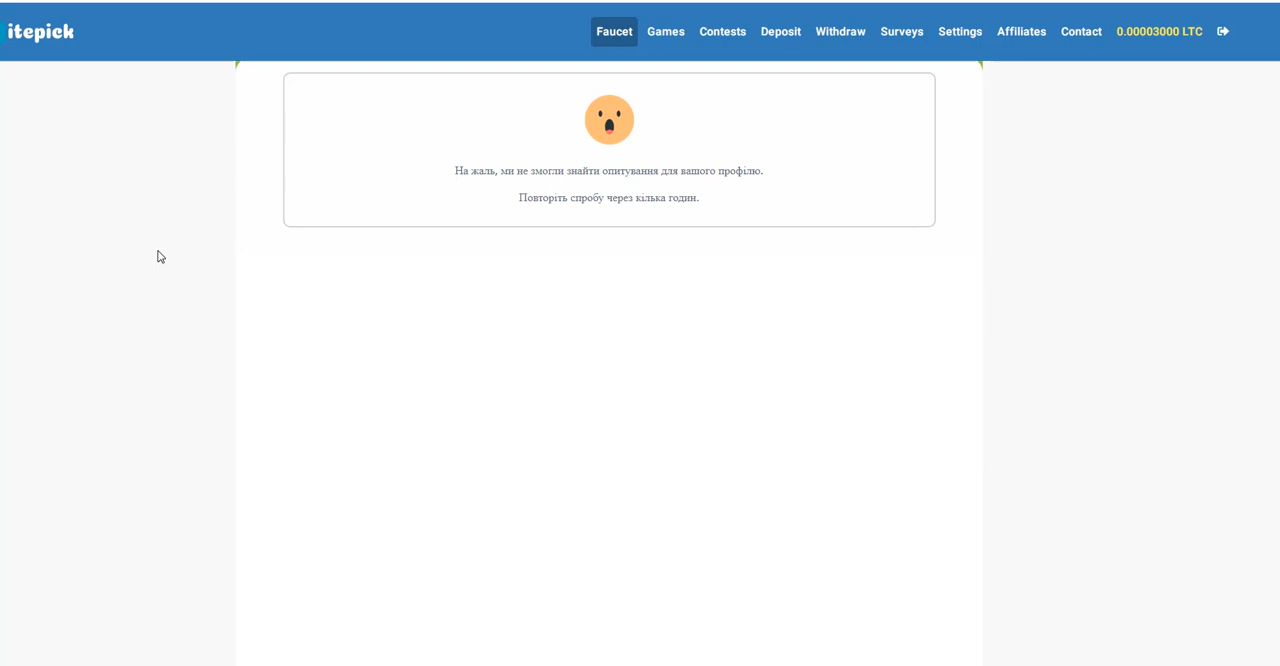 itepick
Faucet Games Contests Deposit Withdraw Surveys Settings Affiliates Contact 0.00003000 LTC
На жаль, ми не змогли знайти опитування для вашого профілю.
Повторіть спробу через кілька годин.